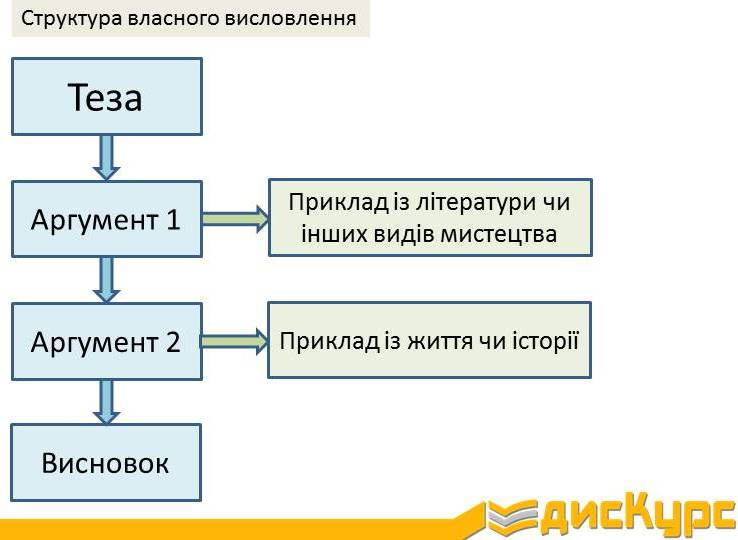 Структура власного висловлення
Теза
Аргумент 1
Приклад із літератури чи
інших видів мистецтва
Аргумент 2
Приклад із життя чи історії
Висновок
дисКурс